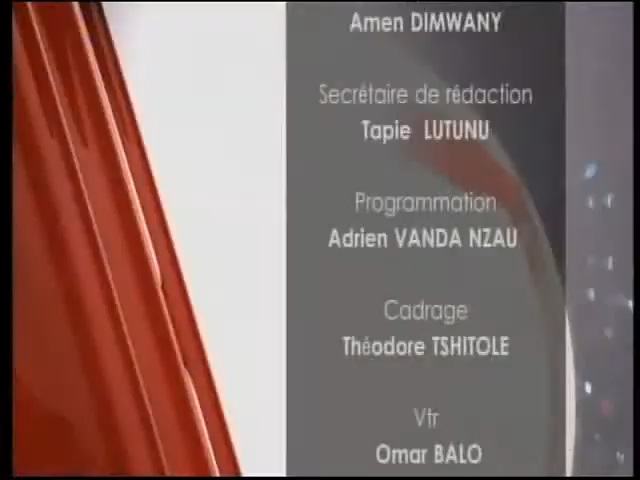 Amen DIMWANY
Secrétaire de rédaction
Tapie LUTUNU
Programmation
Adrien VANDA NZAU
Cadrage
Théodore TSHITOLE
Vtr
Omar BALO